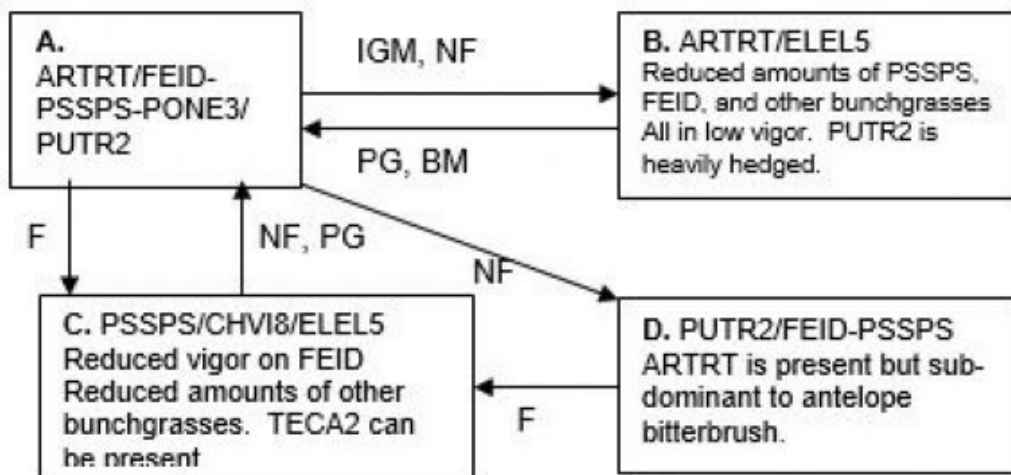 A.
ARTRT/FEID-
PSSPS-PONE3/
PUTR2
IGM, NF
PG, BM
B. ARTRT/ELEL5
Reduced amounts of PSSPS,
FEID, and other bunchgrasses
All in low vigor. PUTR2 is
heavily hedged.
F
NF, PG
NF
C. PSSPS/CHVI8/ELEL5
Reduced vigor on FEID
Reduced amounts of other
bunchgrasses. TECA2 can
be present
F
D. PUTR2/FEID-PSSPS
ARTRT is present but sub-
dominant to antelope
bitterbrush.